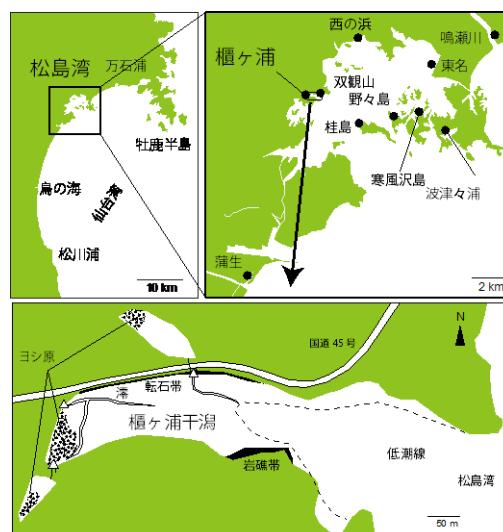 松島湾
万石浦
牡鹿半島
鳥の海
仙台湾
松川浦
10 km
西の浜
鳴瀬川
櫃ヶ浦
双観山
東名
野々島
桂島
寒風沢島
波津々浦
蒲生
2 km
ヨシ原
国道 45 号
N
澪
転石帯
櫃ヶ浦干潟
低潮線
岩礁帯
松島湾
50 m